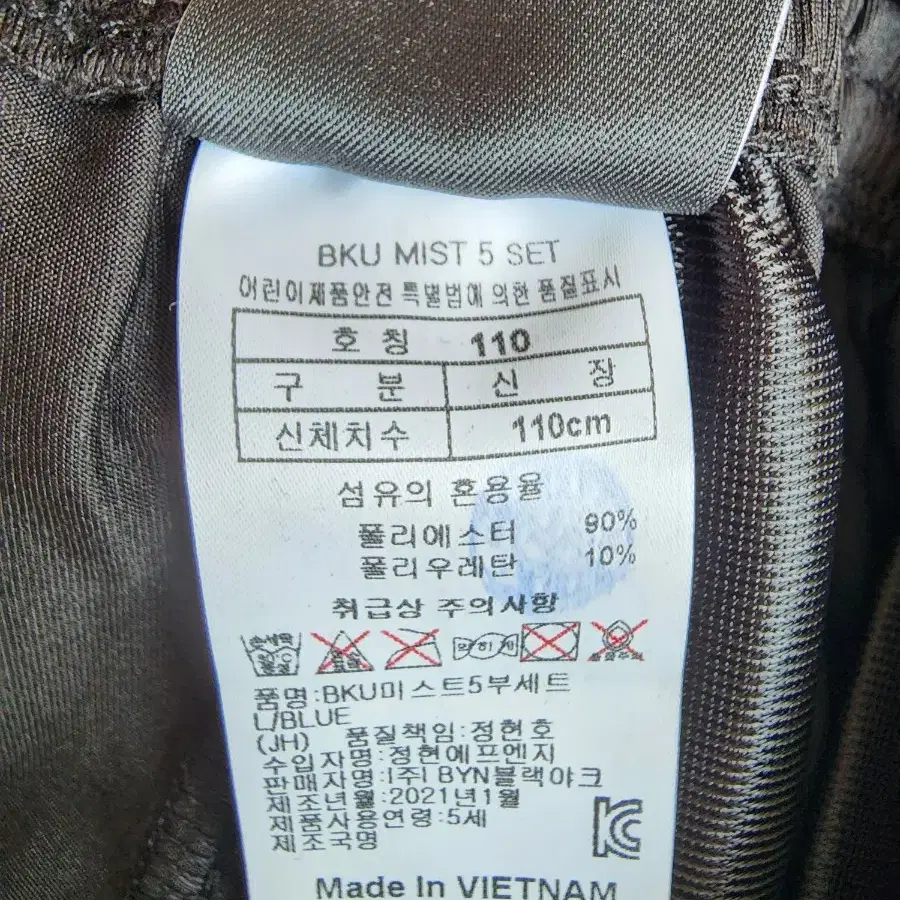 BKU MIST 5 SET
어린이제품안전 특별법에 의한 품질표시
호 칭 110
구 분 신 장
신체치수 110cm
섬유의 혼용율
폴리에스터 90%
폴리우레탄 10%
취급상 주의사항
손세탁 약하게
품명:BKU미스트5부세트
L/BLUE
(JH) 품질책임:정현호
수입자명:정현에프엔지
판매자명:(주) BYN블랙야크
제조년월:2021년1월
제품사용연령:5세
제조국명
Made In VIETNAM